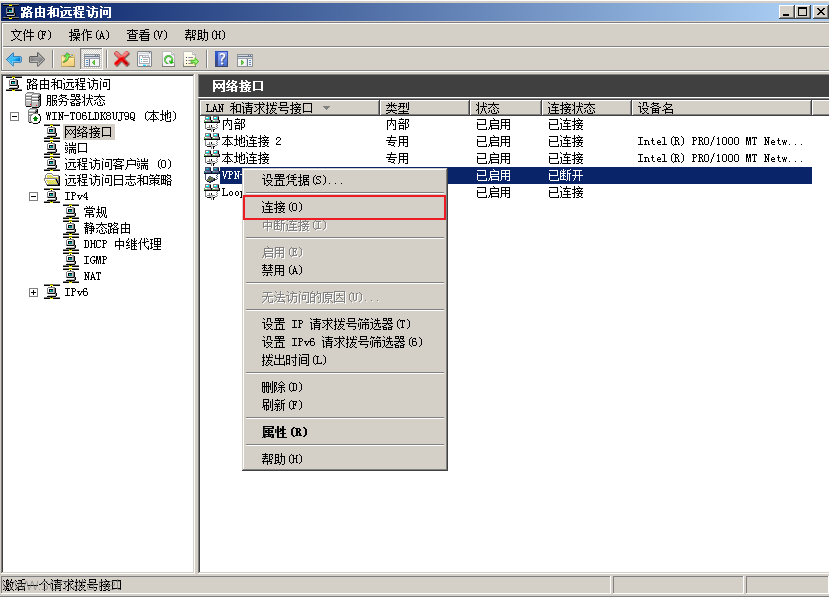 路由和远程访问
文件(F) 操作(A) 查看(V) 帮助(H)
路由和远程访问
服务器状态
WIN-TO6LDK8UJ9Q (本地)
网络接口
端口
远程访问客户端 (0)
远程访问日志和策略
IPv4
常规
静态路由
DHCP 中继代理
IGMP
NAT
IPv6
网络接口
LAN 和请求拨号接口 类型 状态 连接状态 设备名
内部 内部 已启用 已连接
本地连接 2 专用 已启用 已连接 Intel(R) PRO/1000 MT Netw...
本地连接 专用 已启用 已连接 Intel(R) PRO/1000 MT Netw...
VPN- 已启用 已断开
Loop 已启用 已连接
设置凭据(S)...
连接(O)
中断连接(I)
启用(E)
禁用(A)
无法访问的原因(U)...
设置 IP 请求拨号筛选器(T)
设置 IPv6 请求拨号筛选器(6)
拨出时间(L)
删除(D)
刷新(F)
属性(R)
帮助(H)
激活一个请求拨号接口